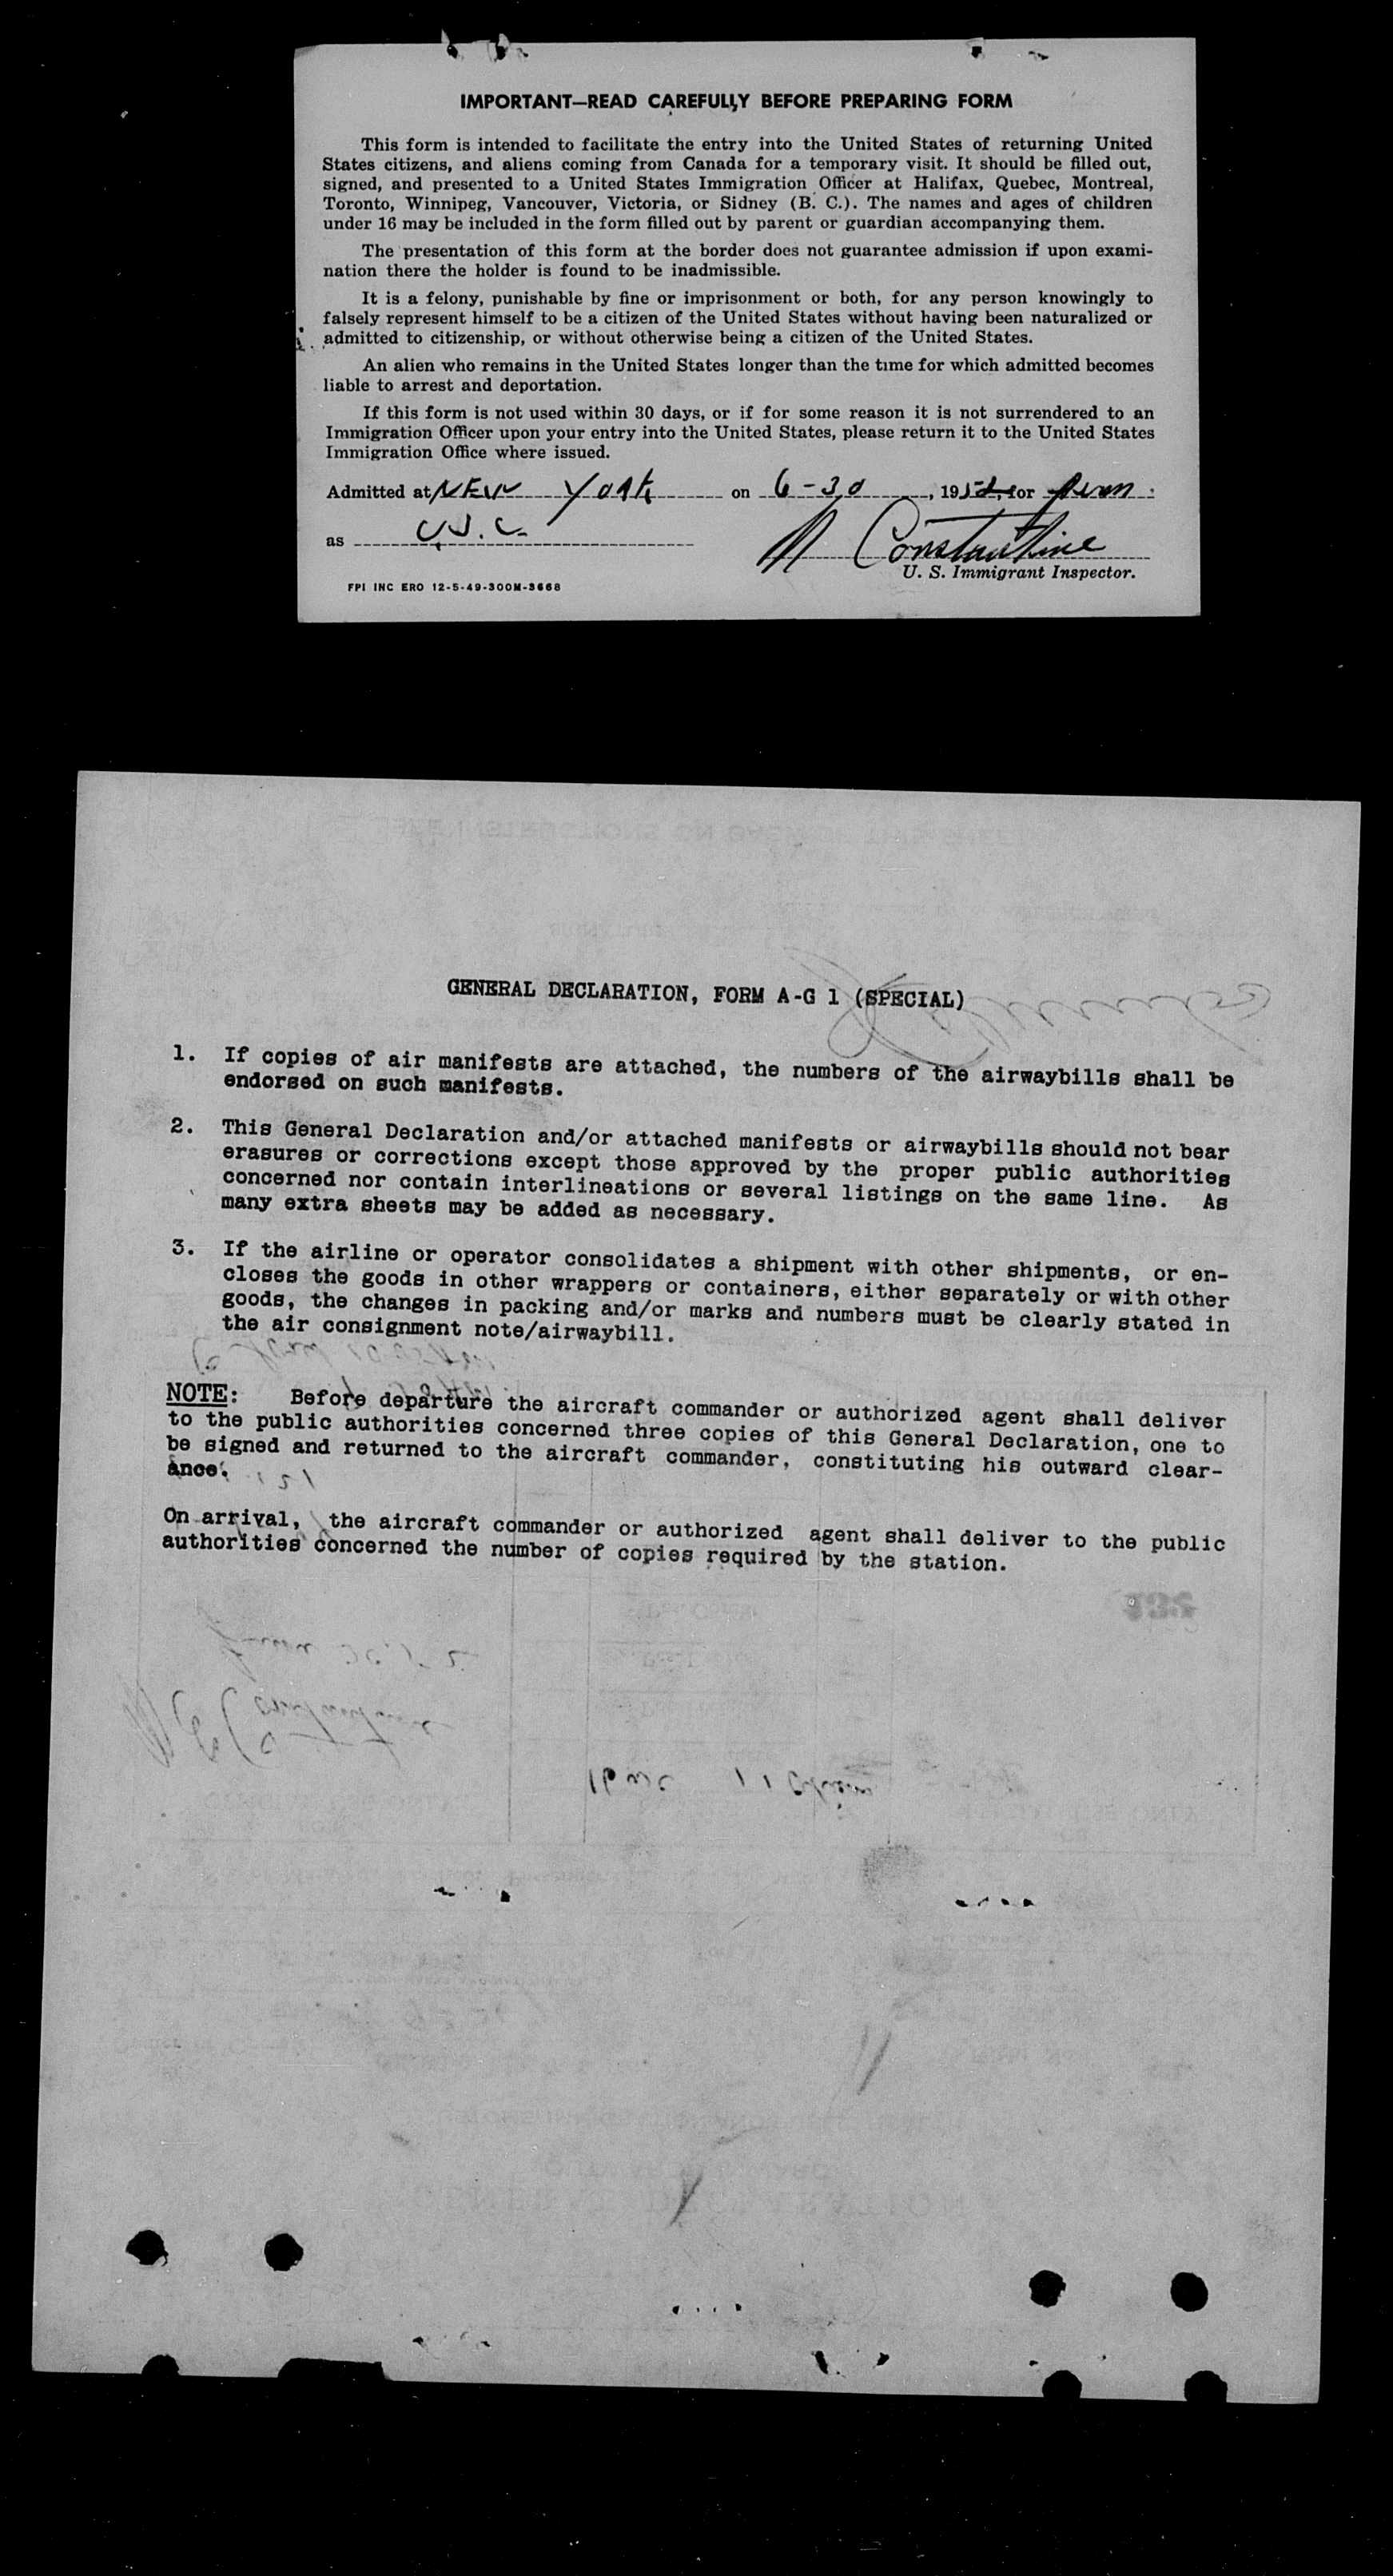 IMPORTANT—READ CAREFULLY BEFORE PREPARING FORM
This form is intended to facilitate the entry into the United States of returning United
States citizens, and aliens coming from Canada for a temporary visit. It should be filled out,
signed, and presented to a United States Immigration Officer at Halifax, Quebec, Montreal,
Toronto, Winnipeg, Vancouver, Victoria, or Sidney (B. C.). The names and ages of children
under 16 may be included in the form filled out by parent or guardian accompanying them.
The presentation of this form at the border does not guarantee admission if upon exami-
nation there the holder is found to be inadmissible.
It is a felony, punishable by fine or imprisonment or both, for any person knowingly to
falsely represent himself to be a citizen of the United States without having been naturalized or
admitted to citizenship, or without otherwise being a citizen of the United States.
An alien who remains in the United States longer than the time for which admitted becomes
liable to arrest and deportation.
If this form is not used within 30 days, or if for some reason it is not surrendered to an
Immigration Officer upon your entry into the United States, please return it to the United States
Immigration Office where issued.
Admitted at NEW YORK on 6-30, 1952, for perm
as U.S.C. N Constantine
U. S. Immigrant Inspector.
FPI INC ERO 12-5-49-300M-3668
GENERAL DECLARATION, FORM A-G 1 (SPECIAL)
1. If copies of air manifests are attached, the numbers of the airwaybills shall be
endorsed on such manifests.
2. This General Declaration and/or attached manifests or airwaybills should not bear
erasures or corrections except those approved by the proper public authorities
concerned nor contain interlineations or several listings on the same line. As
many extra sheets may be added as necessary.
3. If the airline or operator consolidates a shipment with other shipments, or en-
closes the goods in other wrappers or containers, either separately or with other
goods, the changes in packing and/or marks and numbers must be clearly stated in
the air consignment note/airwaybill.
NOTE: Before departure the aircraft commander or authorized agent shall deliver
to the public authorities concerned three copies of this General Declaration, one to
be signed and returned to the aircraft commander, constituting his outward clear-
ance.
On arrival, the aircraft commander or authorized agent shall deliver to the public
authorities concerned the number of copies required by the station.